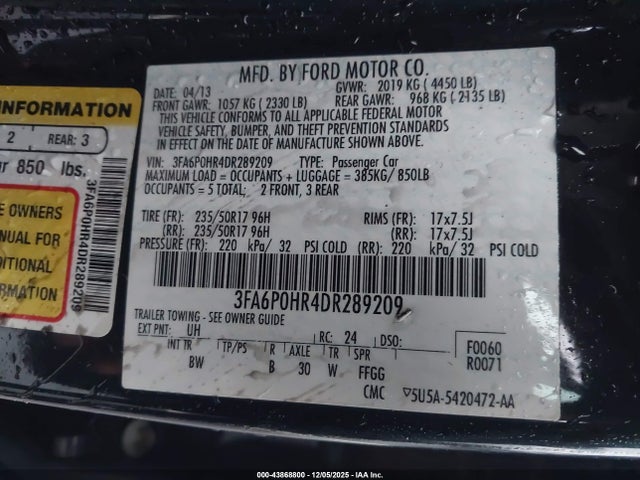 INFORMATION
2 REAR: 3
850 lbs.
E OWNERS
NUAL FOR
DITIONAL
ORMATION
3FA6P0HR4DR289209
MFD. BY FORD MOTOR CO.
DATE: 04/13 GVWR: 2019 KG ( 4450 LB)
FRONT GAWR: 1057 KG ( 2330 LB) REAR GAWR: 968 KG ( 2135 LB)
THIS VEHICLE CONFORMS TO ALL APPLICABLE FEDERAL MOTOR
VEHICLE SAFETY, BUMPER, AND THEFT PREVENTION STANDARDS
IN EFFECT ON THE DATE OF MANUFACTURE SHOWN ABOVE.
VIN: 3FA6P0HR4DR289209 TYPE: Passenger Car
MAXIMUM LOAD = OCCUPANTS + LUGGAGE = 385KG/ 850LB
OCCUPANTS = 5 TOTAL; 2 FRONT, 3 REAR
TIRE (FR): 235/50R17 96H RIMS (FR): 17x7.5J
(RR): 235/50R17 96H (RR): 17x7.5J
PRESSURE (FR): 220 kPa/ 32 PSI COLD (RR): 220 kPa/ 32 PSI COLD
3FA6P0HR4DR289209
TRAILER TOWING - SEE OWNER GUIDE
EXT PNT: UH RC: 24 DSO: F0060
R0071
INT TR TP/PS R AXLE TR SPR
BW B 30 W FFGG
CMC 5U5A-5420472-AA
000-43868800 - 12/05/2025 - IAA Inc.